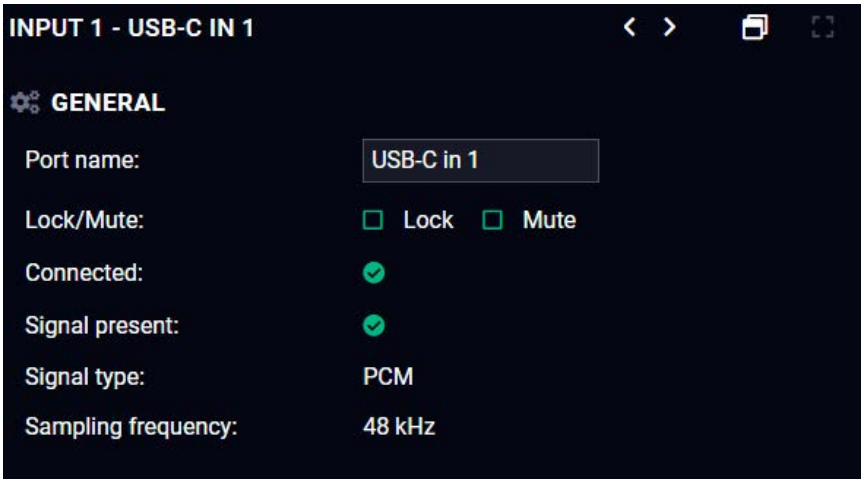 INPUT 1 - USB-C IN 1
GENERAL
Port name: USB-C in 1
Lock/Mute: Lock Mute
Connected:
Signal present:
Signal type: PCM
Sampling frequency: 48 kHz